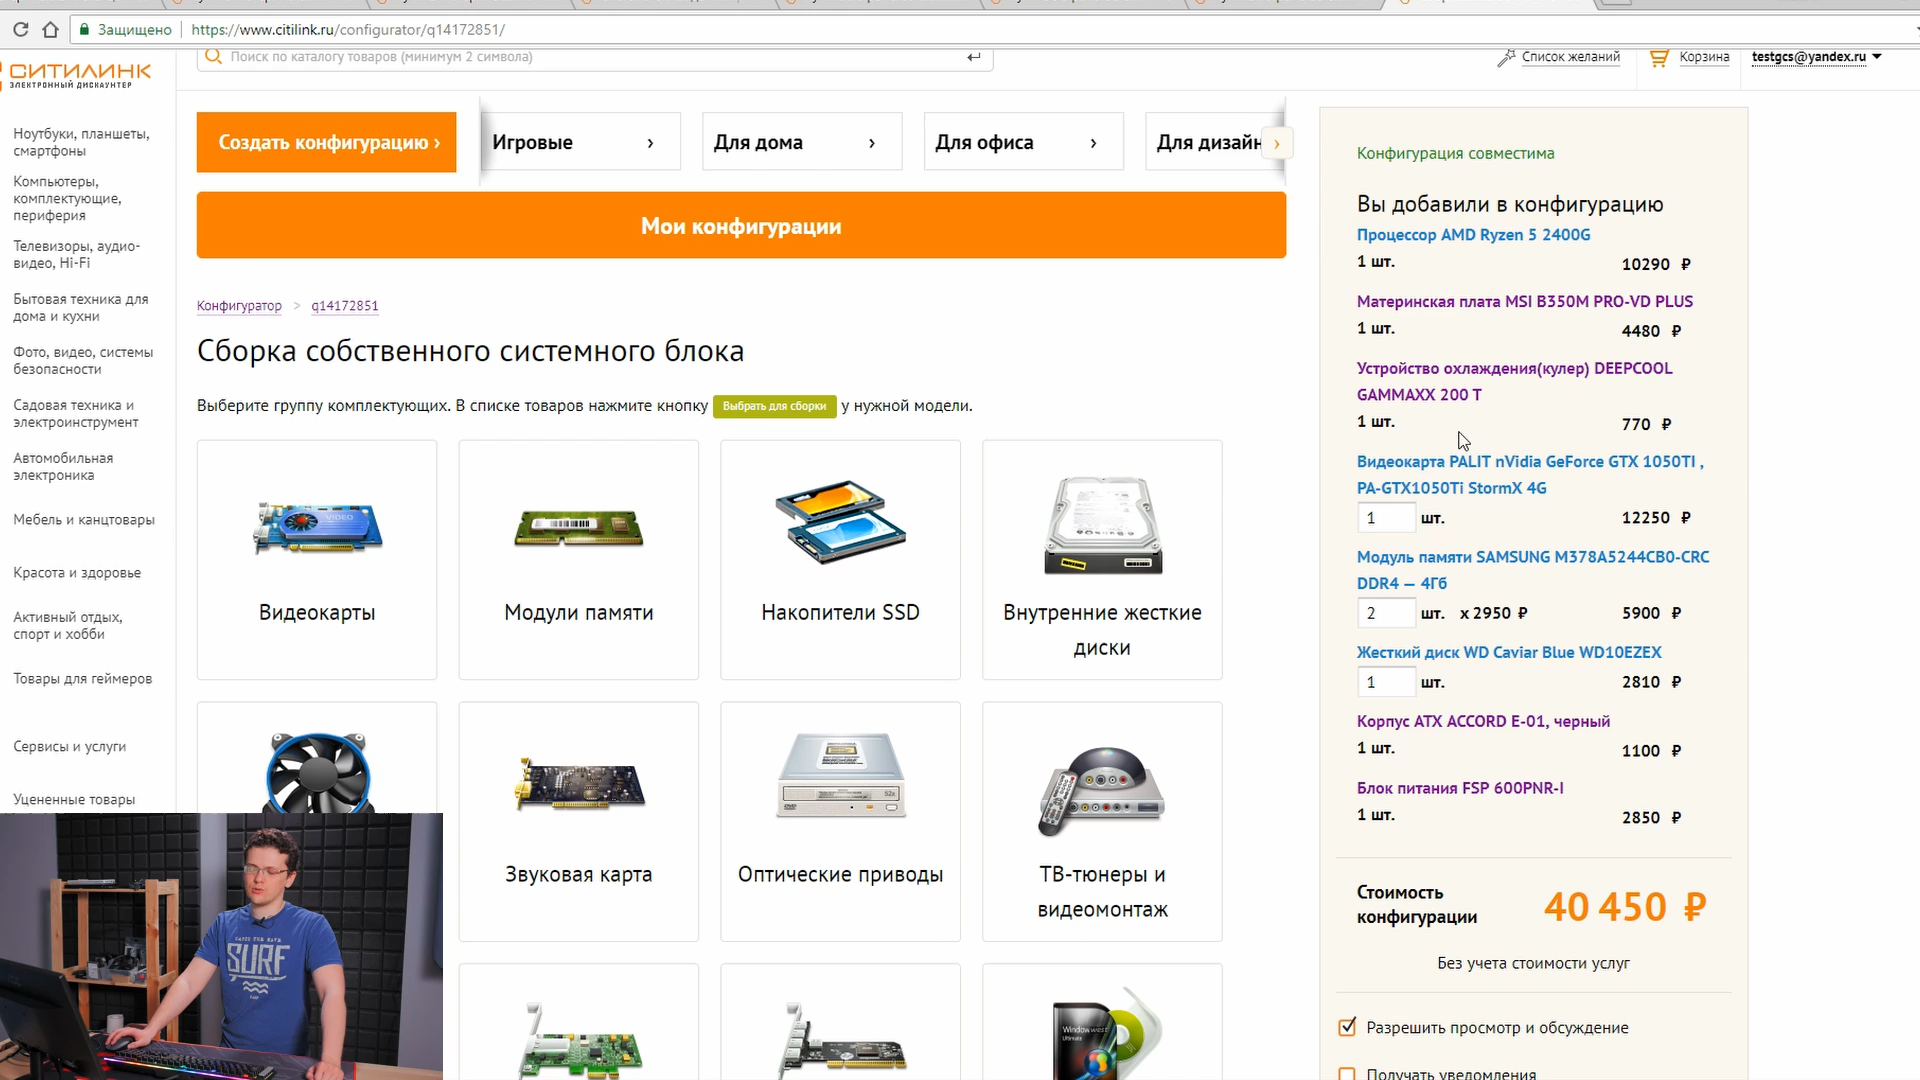 Защищено
https://www.citilink.ru/configurator/q14172851/
СИТИЛИНК
ЭЛЕКТРОННЫЙ ДИСКАУНТЕР
Поиск по каталогу товаров (минимум 2 символа)
Список желаний
Корзина
testgcs@yandex.ru
Ноутбуки, планшеты,
смартфоны
Компьютеры,
комплектующие,
периферия
Телевизоры, аудио-
видео, Hi-Fi
Бытовая техника для
дома и кухни
Фото, видео, системы
безопасности
Садовая техника и
электроинструмент
Автомобильная
электроника
Мебель и канцтовары
Красота и здоровье
Активный отдых,
спорт и хобби
Товары для геймеров
Сервисы и услуги
Уцененные товары
Создать конфигурацию ›
Игровые ›
Для дома ›
Для офиса ›
Для дизайн
›
Мои конфигурации
Конфигуратор > q14172851
Сборка собственного системного блока
Выберите группу комплектующих. В списке товаров нажмите кнопку Выбрать для сборки у нужной модели.
Видеокарты
Модули памяти
Накопители SSD
Внутренние жесткие
диски
Звуковая карта
Оптические приводы
ТВ-тюнеры и
видеомонтаж
Конфигурация совместима
Вы добавили в конфигурацию
Процессор AMD Ryzen 5 2400G
1 шт. 10290 ₽
Материнская плата MSI B350M PRO-VD PLUS
1 шт. 4480 ₽
Устройство охлаждения(кулер) DEEPCOOL
GAMMAXX 200 T
1 шт. 770 ₽
Видеокарта PALIT nVidia GeForce GTX 1050TI ,
PA-GTX1050Ti StormX 4G
1 шт. 12250 ₽
Модуль памяти SAMSUNG M378A5244CB0-CRC
DDR4 — 4Гб
2 шт. x 2950 ₽ 5900 ₽
Жесткий диск WD Caviar Blue WD10EZEX
1 шт. 2810 ₽
Корпус ATX ACCORD E-01, черный
1 шт. 1100 ₽
Блок питания FSP 600PNR-I
1 шт. 2850 ₽
Стоимость
конфигурации
40 450 ₽
Без учета стоимости услуг
Разрешить просмотр и обсуждение
Получать уведомления
VIDEO
52x
SURF